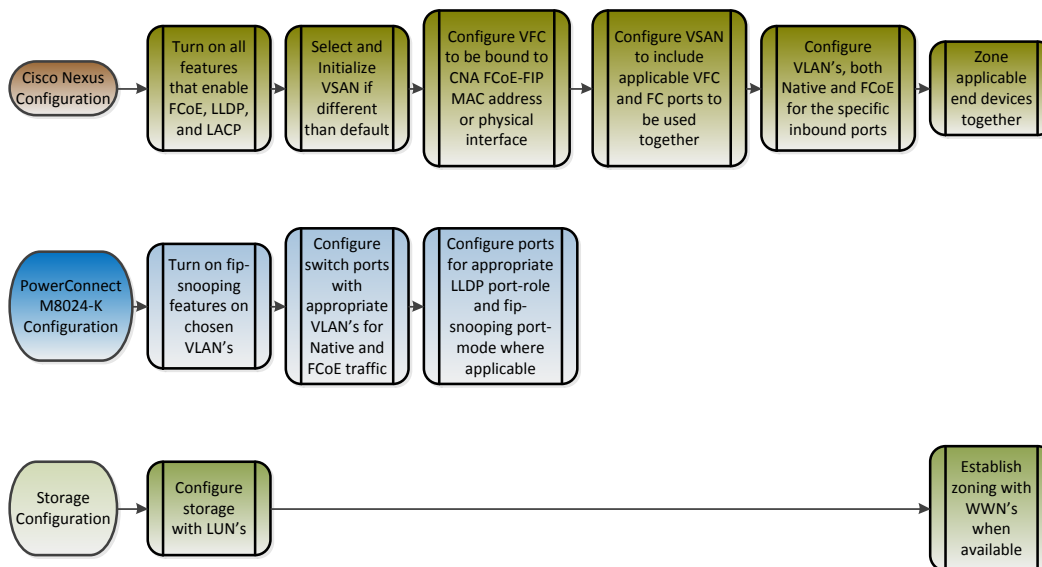 Cisco Nexus
Configuration
Turn on all
features
that enable
FCoE, LLDP,
and LACP
Select and
Initialize
VSAN if
different
than default
Configure VFC
to be bound to
CNA FCoE-FIP
MAC address
or physical
interface
Configure VSAN
to include
applicable VFC
and FC ports to
be used
together
Configure
VLAN’s, both
Native and FCoE
for the specific
inbound ports
Zone
applicable
end devices
together
PowerConnect
M8024-K
Configuration
Turn on fip-
snooping
features on
chosen
VLAN’s
Configure
switch ports
with
appropriate
VLAN’s for
Native and
FCoE traffic
Configure ports
for appropriate
LLDP port-role
and fip-
snooping port-
mode where
applicable
Storage
Configuration
Configure
storage
with LUN’s
Establish
zoning with
WWN’s
when
available